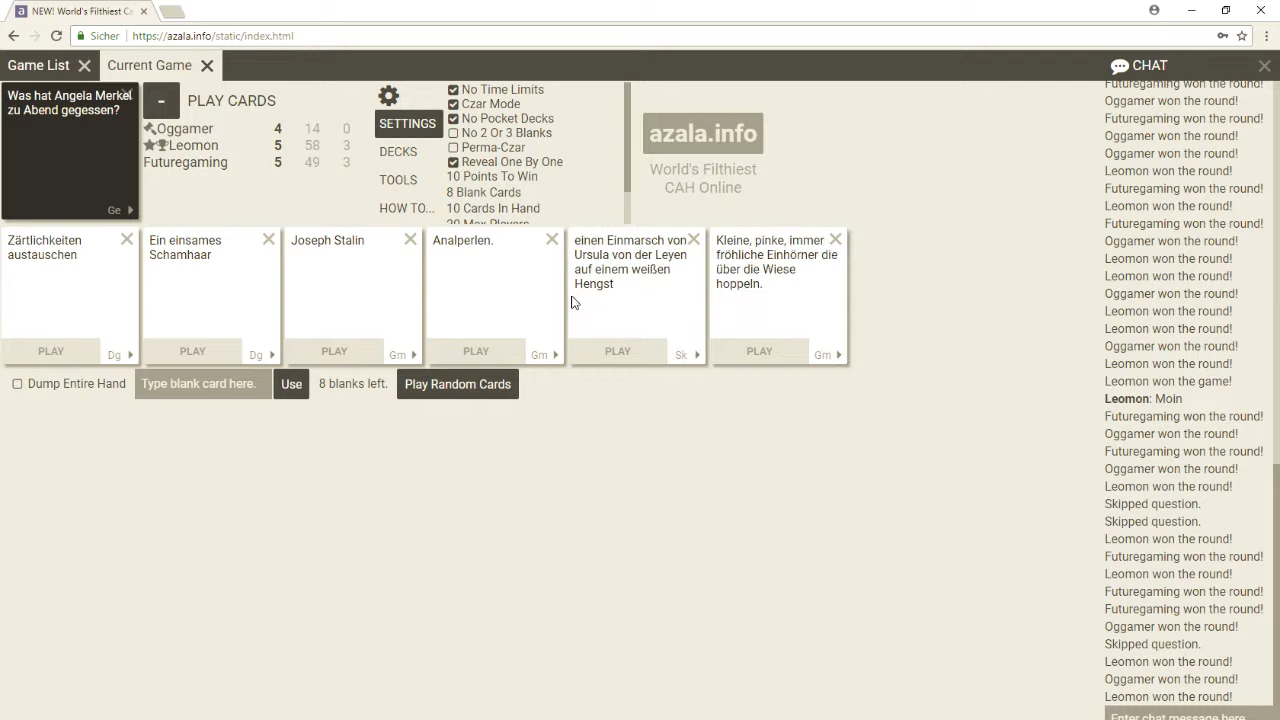 NEW! World's Filthiest C
Sicher
https://azala.info/static/index.html
Game List
Current Game
CHAT
Was hat Angela Merkel
zu Abend gegessen?
Ge
-
PLAY CARDS
Oggamer 4 14 0
Leomon 5 58 3
Futuregaming 5 49 3
SETTINGS
DECKS
TOOLS
HOW TO...
No Time Limits
Czar Mode
No Pocket Decks
No 2 Or 3 Blanks
Perma-Czar
Reveal One By One
10 Points To Win
8 Blank Cards
10 Cards In Hand
20 Max Players
azala.info
World's Filthiest
CAH Online
Zärtlichkeiten
austauschen
PLAY
Dg
Ein einsames
Schamhaar
PLAY
Dg
Joseph Stalin
PLAY
Gm
Analperlen.
PLAY
Gm
einen Einmarsch von
Ursula von der Leyen
auf einem weißen
Hengst
PLAY
Sk
Kleine, pinke, immer
fröhliche Einhörner die
über die Wiese
hoppeln.
PLAY
Gm
Dump Entire Hand
Type blank card here.
Use
8 blanks left.
Play Random Cards
Futuregaming won the round!
Oggamer won the round!
Futuregaming won the round!
Oggamer won the round!
Oggamer won the round!
Leomon won the round!
Futuregaming won the round!
Leomon won the round!
Futuregaming won the round!
Oggamer won the round!
Leomon won the round!
Leomon won the round!
Oggamer won the round!
Leomon won the round!
Leomon won the round!
Oggamer won the round!
Leomon won the round!
Leomon won the game!
Leomon: Moin
Futuregaming won the round!
Oggamer won the round!
Futuregaming won the round!
Oggamer won the round!
Leomon won the round!
Skipped question.
Skipped question.
Leomon won the round!
Futuregaming won the round!
Leomon won the round!
Futuregaming won the round!
Futuregaming won the round!
Oggamer won the round!
Skipped question.
Leomon won the round!
Oggamer won the round!
Leomon won the round!
Enter chat message here